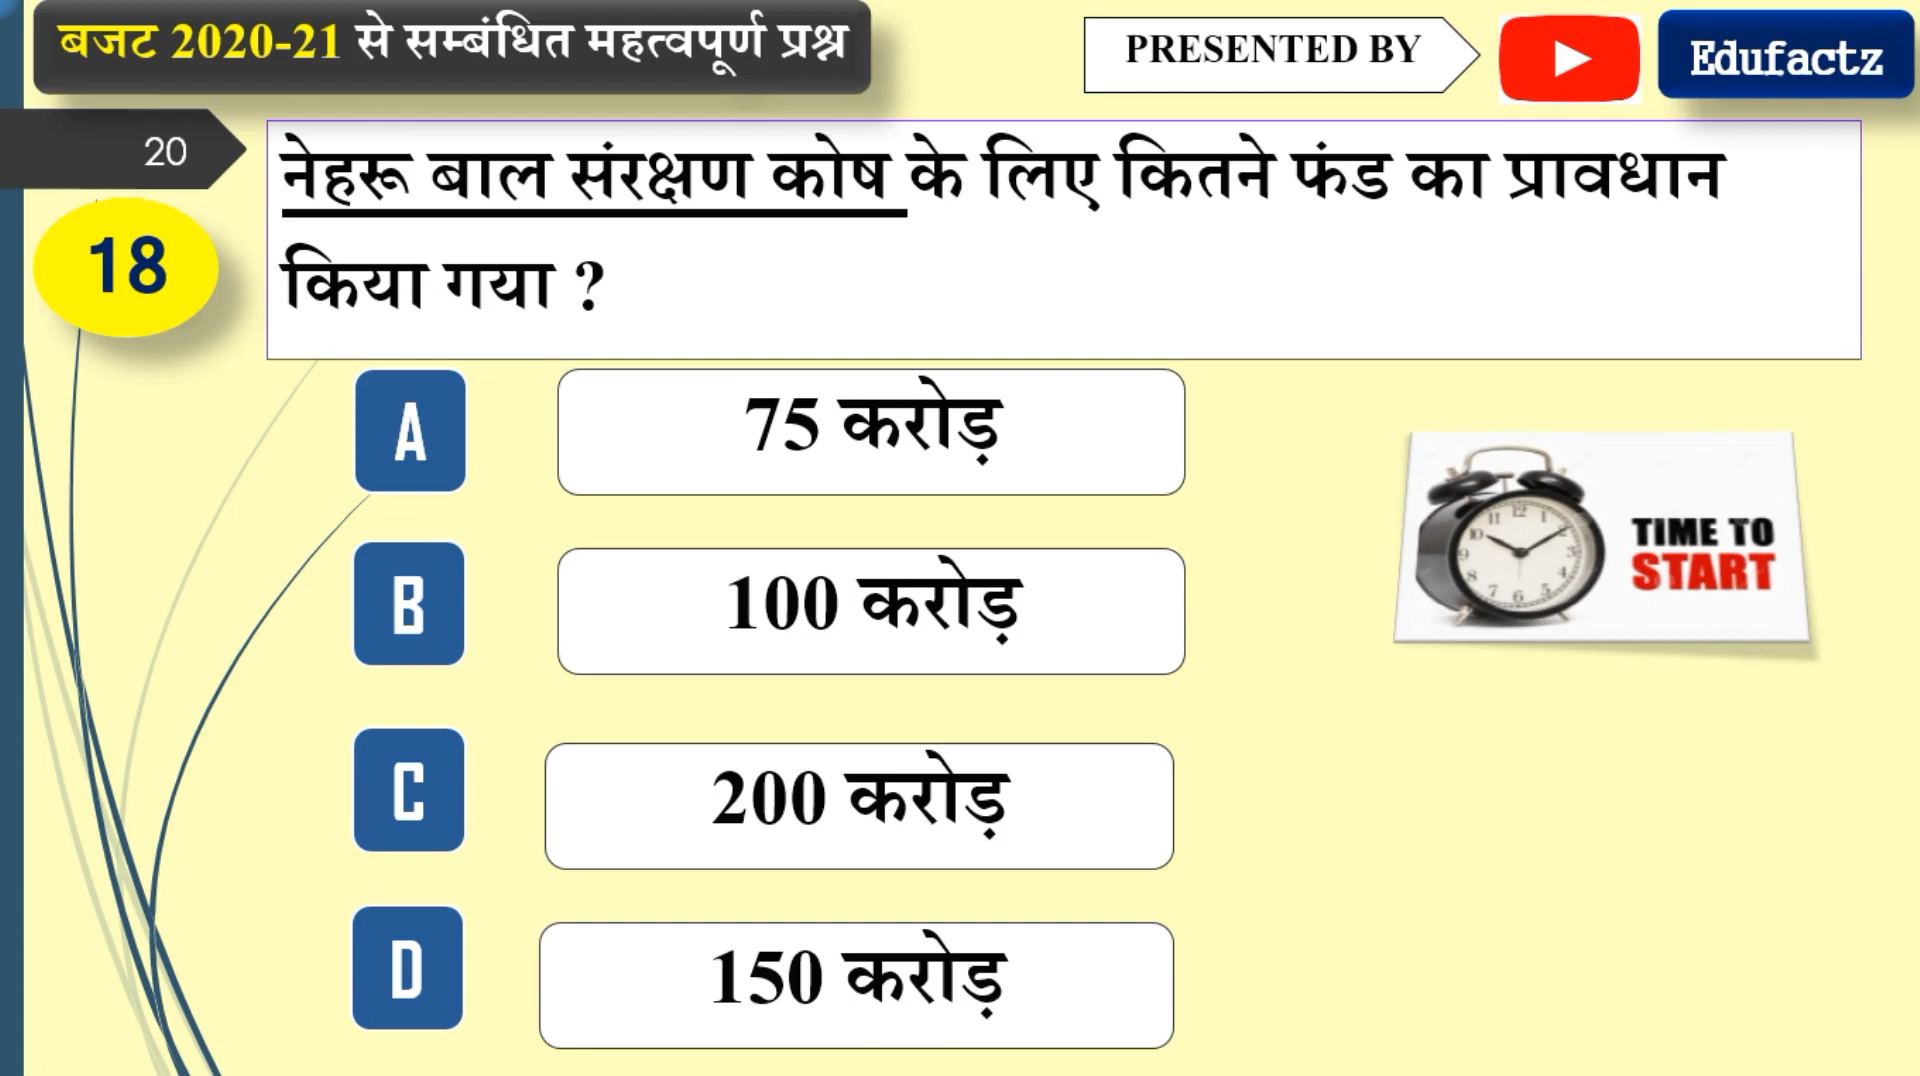 बजट 2020-21 से सम्बंधित महत्वपूर्ण प्रश्न
PRESENTED BY
Edufactz
20
नेहरू बाल संरक्षण कोष के लिए कितने फंड का प्रावधान
18
किया गया ?
A
75 करोड़
B
100 करोड़
TIME TO
START
C
200 करोड़
D
150 करोड़